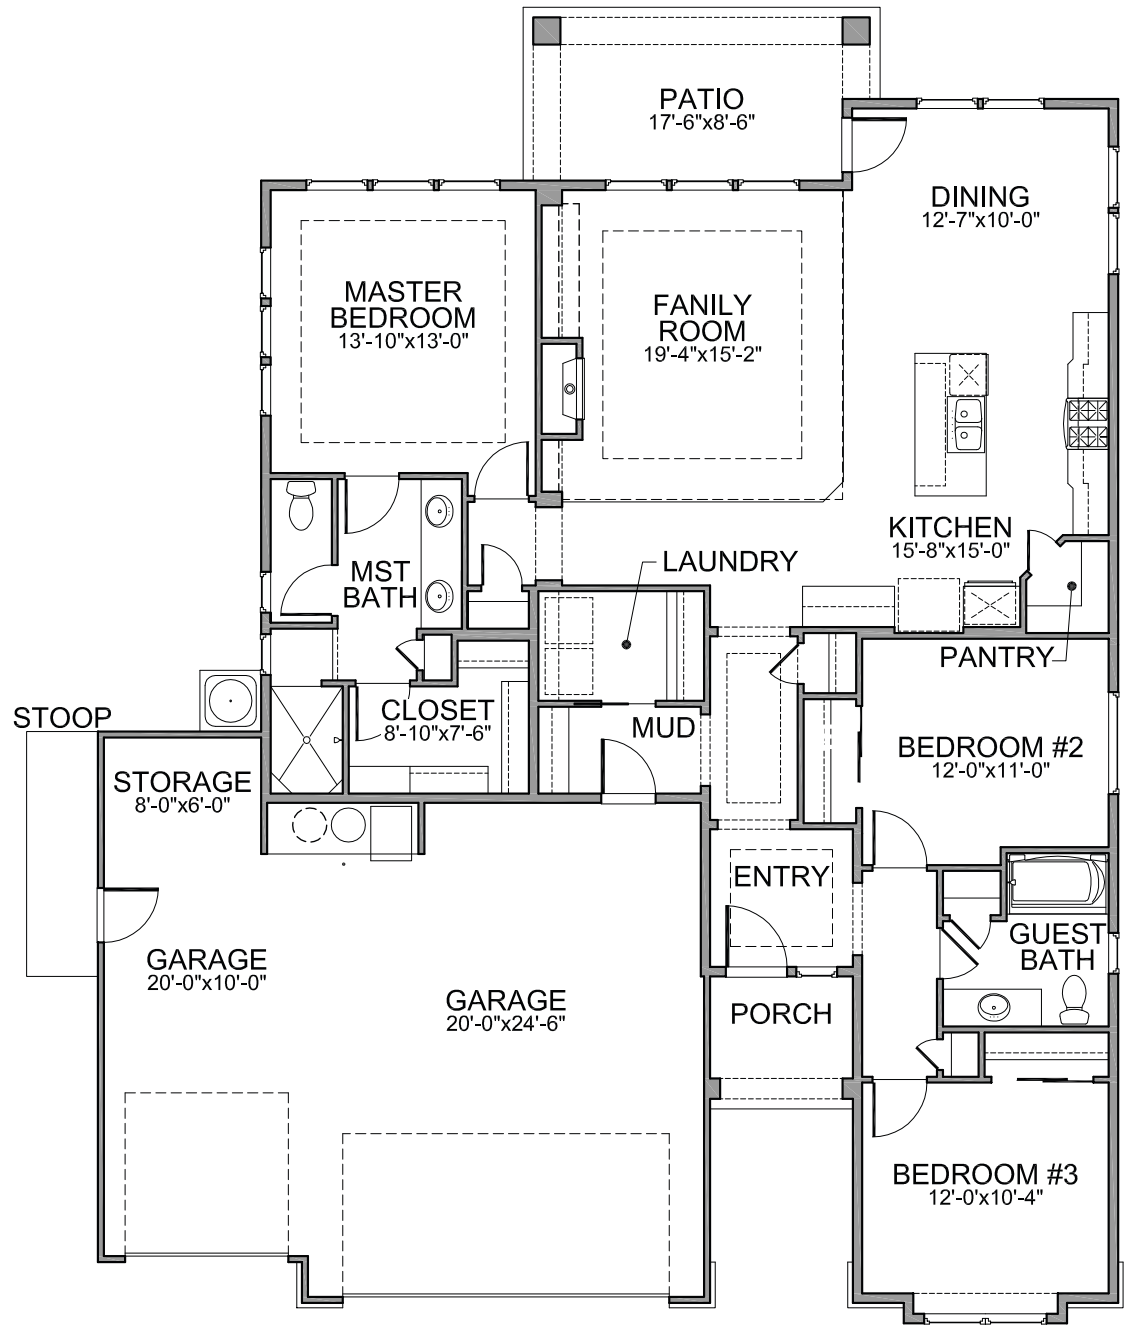 PATIO
17'-6"x8'-6"
DINING
12'-7"x10'-0"
MASTER
BEDROOM
13'-10"x13'-0"
FANILY
ROOM
19'-4"x15'-2"
KITCHEN
15'-8"x15'-0"
MST
BATH
LAUNDRY
PANTRY
CLOSET
8'-10"x7'-6"
MUD
STOOP
BEDROOM #2
12'-0"x11'-0"
STORAGE
8'-0"x6'-0"
ENTRY
GUEST
BATH
GARAGE
20'-0"x10'-0"
GARAGE
20'-0"x24'-6"
PORCH
BEDROOM #3
12'-0'x10'-4"